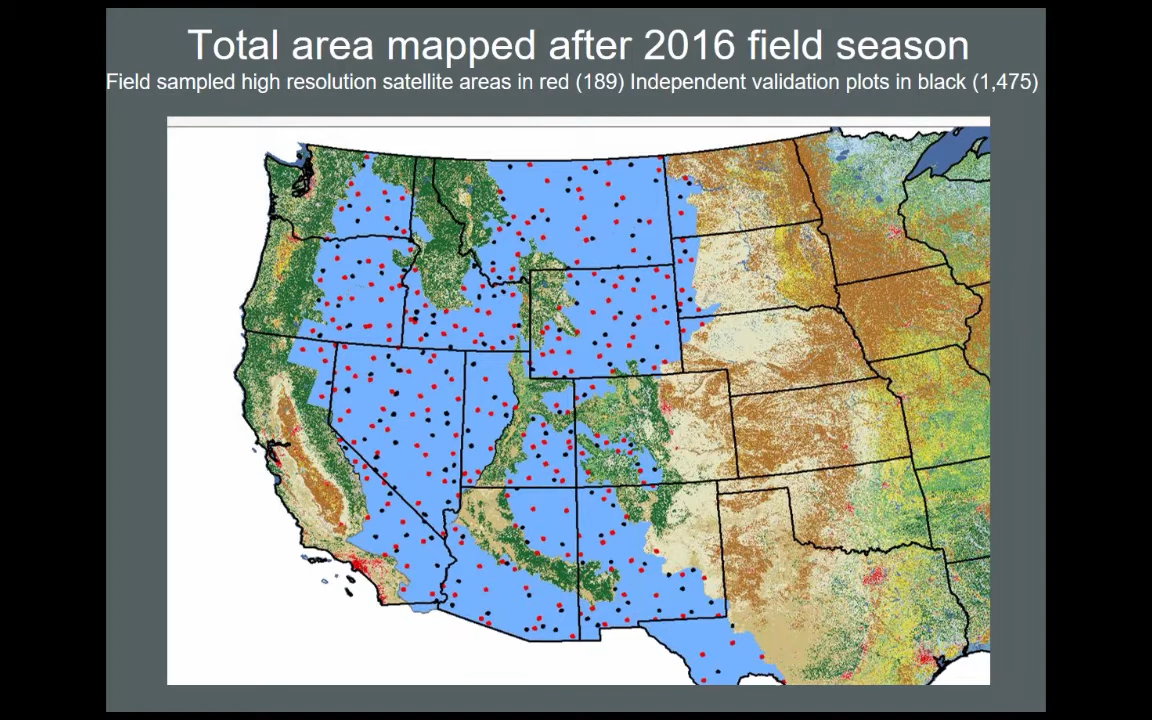 Total area mapped after 2016 field season
Field sampled high resolution satellite areas in red (189) Independent validation plots in black (1,475)